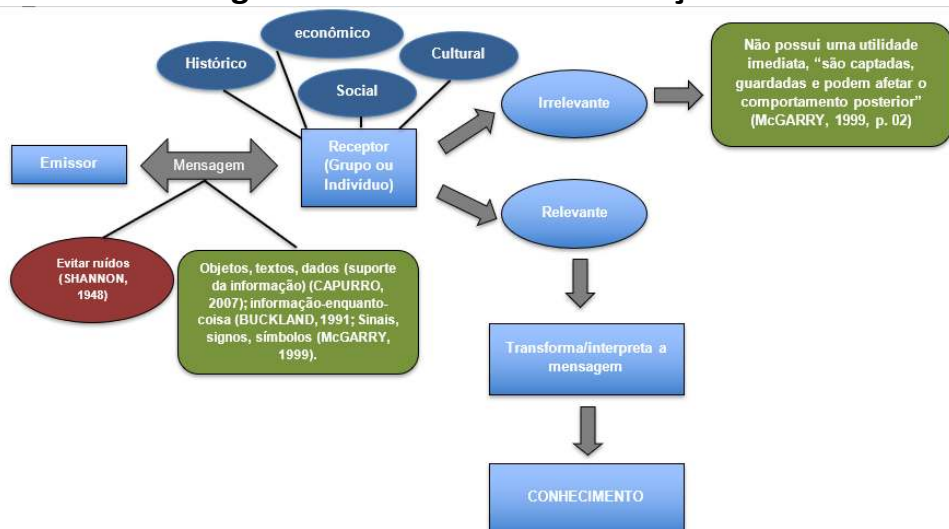 econômico
Histórico
Cultural
Social
Não possui uma utilidade
imediata, “são captadas,
guardadas e podem afetar o
comportamento posterior”
(McGARRY, 1999, p. 02)
Irrelevante
Emissor
Mensagem
Receptor
(Grupo ou
Indivíduo)
Relevante
Evitar ruídos
(SHANNON,
1948)
Objetos, textos, dados (suporte
da informação) (CAPURRO,
2007); informação-enquanto-
coisa (BUCKLAND, 1991; Sinais,
signos, símbolos (McGARRY,
1999).
Transforma/interpreta a
mensagem
CONHECIMENTO